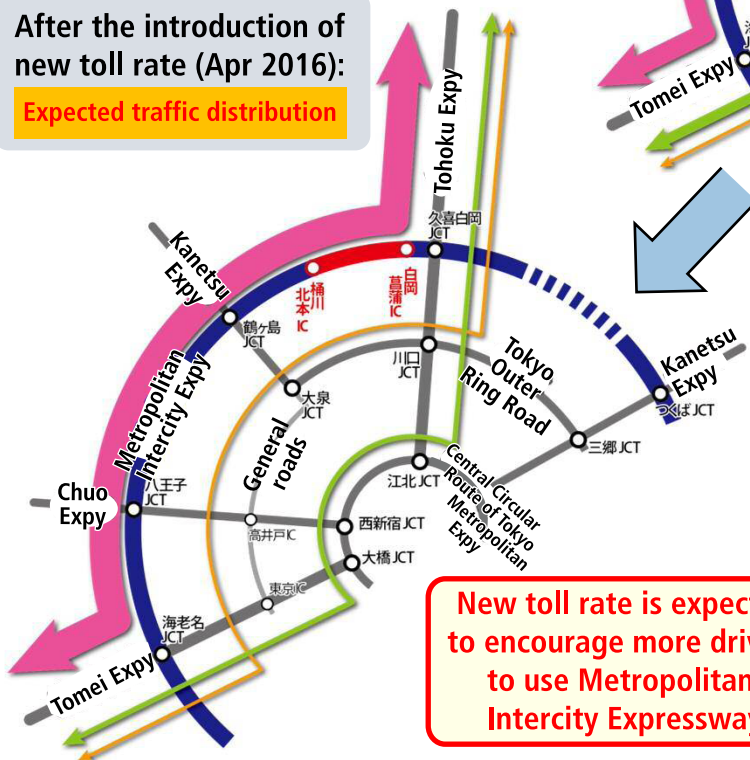 After the introduction of
new toll rate (Apr 2016):
Expected traffic distribution
Tomei Expy
Tohoku Expy
久喜白岡
JCT
Kanetsu
Expy
桶川
北本
IC
白岡
菖蒲IC
鶴ヶ島
JCT
川口
JCT
Tokyo
Outer
Ring Road
Kanetsu
Expy
つくばJCT
大泉
JCT
三郷JCT
Metropolitan
Intercity Expy
General
roads
Central Circular
Route of Tokyo
Metropolitan
Expy
江北JCT
Chuo
Expy
八王子
JCT
高井戸IC
西新宿JCT
大橋JCT
東京IC
海老名
JCT
Tomei Expy
New toll rate is expect
to encourage more driv
to use Metropolitan
Intercity Expressway